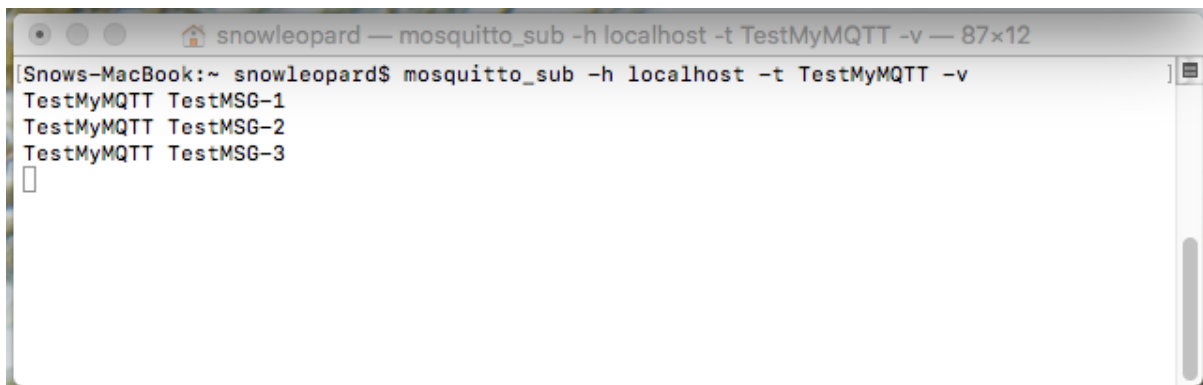 snowleopard — mosquitto_sub -h localhost -t TestMyMQTT -v — 87×12
[Snows-MacBook:~ snowleopard$ mosquitto_sub -h localhost -t TestMyMQTT -v ]
TestMyMQTT TestMSG-1
TestMyMQTT TestMSG-2
TestMyMQTT TestMSG-3